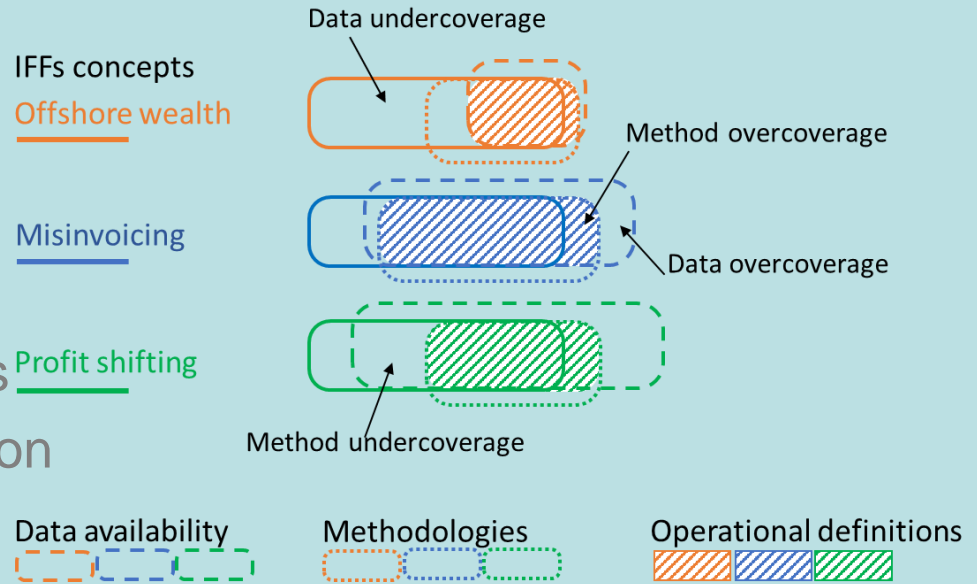 Data undercoverage
IFFs concepts
Offshore wealth
Method overcoverage
Misinvoicing
Data overcoverage
s
Profit shifting
Method undercoverage
on
Data availability
Methodologies
Operational definitions